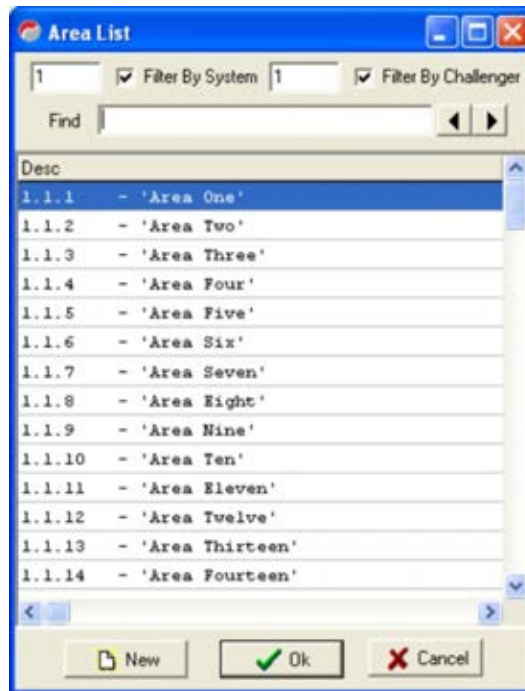 Area List
1 Filter By System 1 Filter By Challenger
Find
Desc
1.1.1 - 'Area One'
1.1.2 - 'Area Two'
1.1.3 - 'Area Three'
1.1.4 - 'Area Four'
1.1.5 - 'Area Five'
1.1.6 - 'Area Six'
1.1.7 - 'Area Seven'
1.1.8 - 'Area Eight'
1.1.9 - 'Area Nine'
1.1.10 - 'Area Ten'
1.1.11 - 'Area Eleven'
1.1.12 - 'Area Twelve'
1.1.13 - 'Area Thirteen'
1.1.14 - 'Area Fourteen'
New Ok Cancel